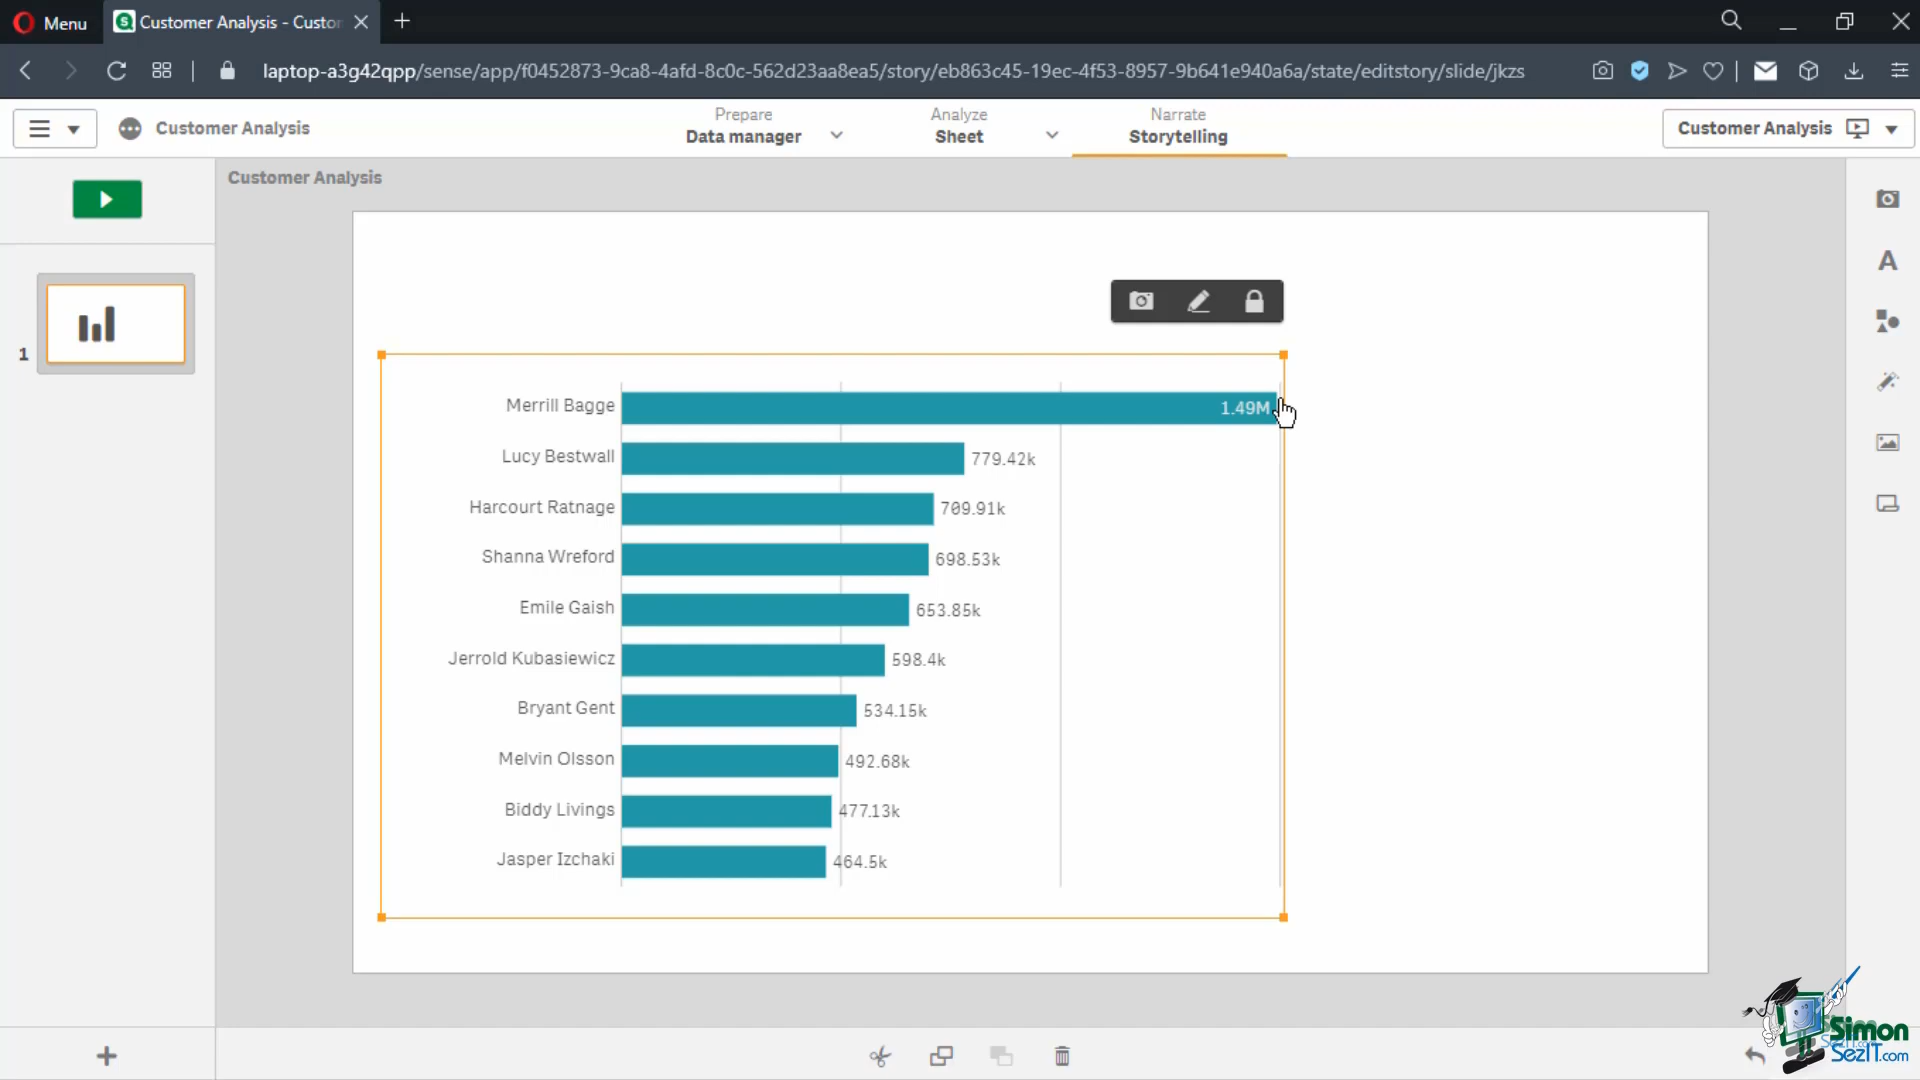 Menu
Customer Analysis - Custo
laptop-a3g42qpp/sense/app/f0452873-9ca8-4afd-8c0c-562d23aa8ea5/story/eb863c45-19ec-4f53-8957-9b641e940a6a/state/editstory/slide/jkzs
Customer Analysis
Prepare
Data manager
Analyze
Sheet
Narrate
Storytelling
Customer Analysis
Customer Analysis
A
1
Merrill Bagge 1.49M
Lucy Bestwall 779.42k
Harcourt Ratnage 709.91k
Shanna Wreford 698.53k
Emile Gaish 653.85k
Jerrold Kubasiewicz 598.4k
Bryant Gent 534.15k
Melvin Olsson 492.68k
Biddy Livings 477.13k
Jasper Izchaki 464.5k
Simon
SezIT.com